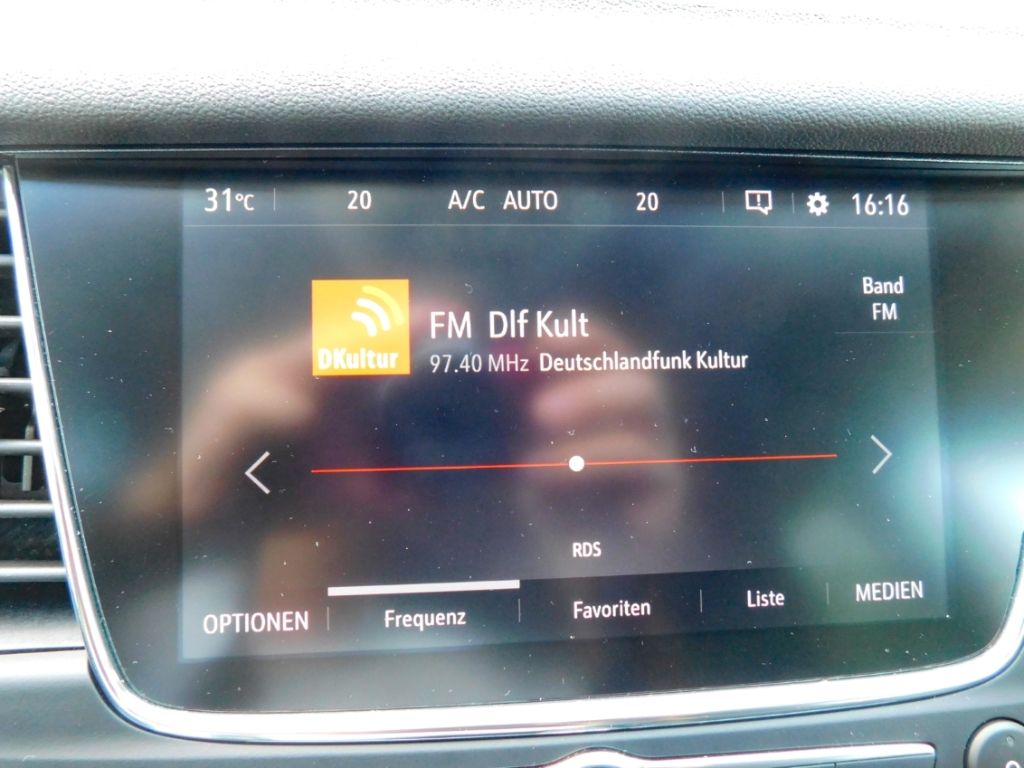 31°C 20 A/C AUTO 20 16:16
Band
FM
DKultur
FM Dlf Kult
97.40 MHz Deutschlandfunk Kultur
RDS
OPTIONEN Frequenz Favoriten Liste MEDIEN